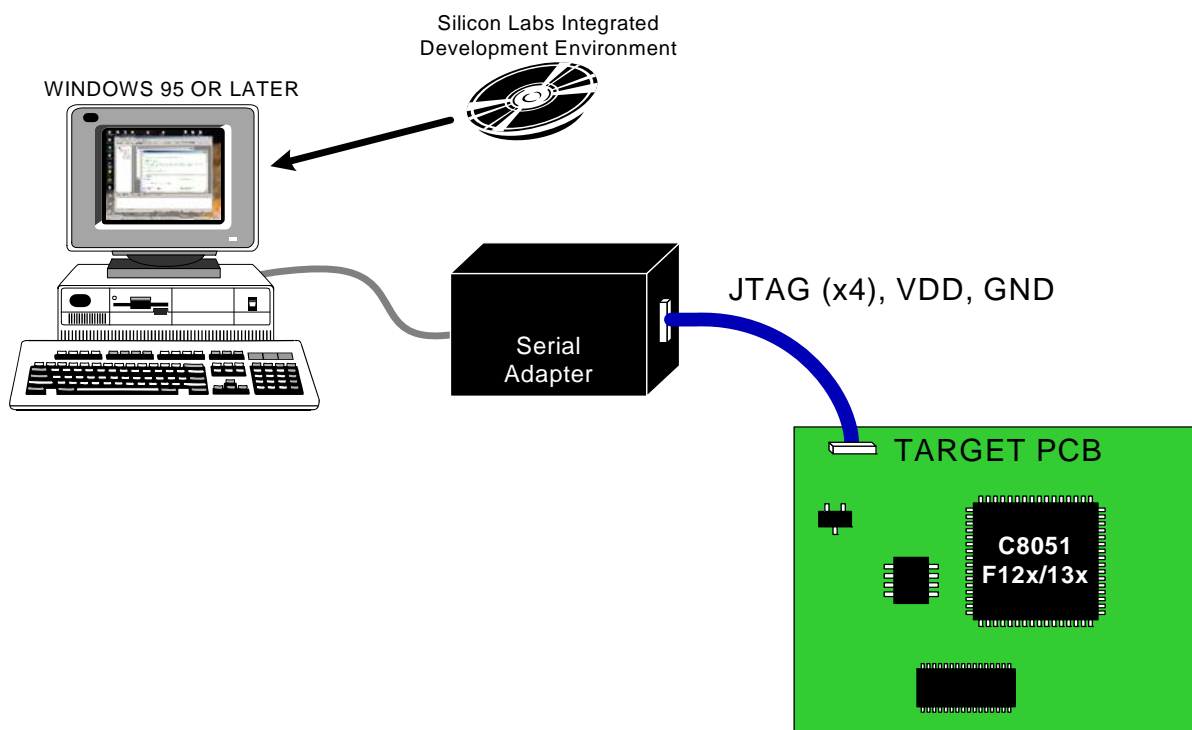 Silicon Labs Integrated
Development Environment
WINDOWS 95 OR LATER
JTAG (x4), VDD, GND
Serial
Adapter
TARGET PCB
C8051
F12x/13x